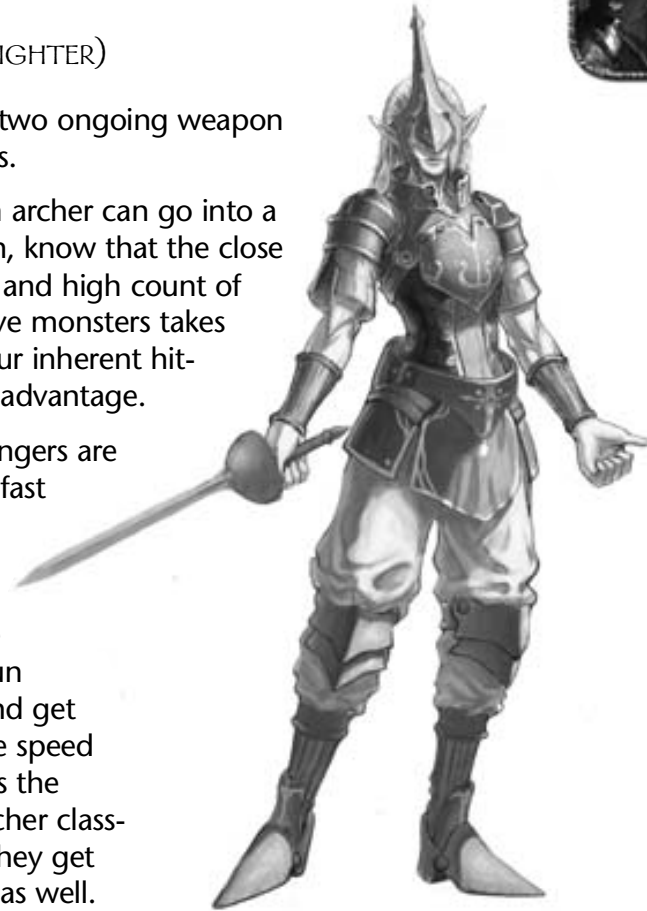 IGHTER)
two ongoing weapon
s.
archer can go into a
, know that the close
and high count of
ve monsters takes
ur inherent hit-
advantage.
ngers are
fast
un
nd get
e speed
s the
cher class-
hey get
as well.